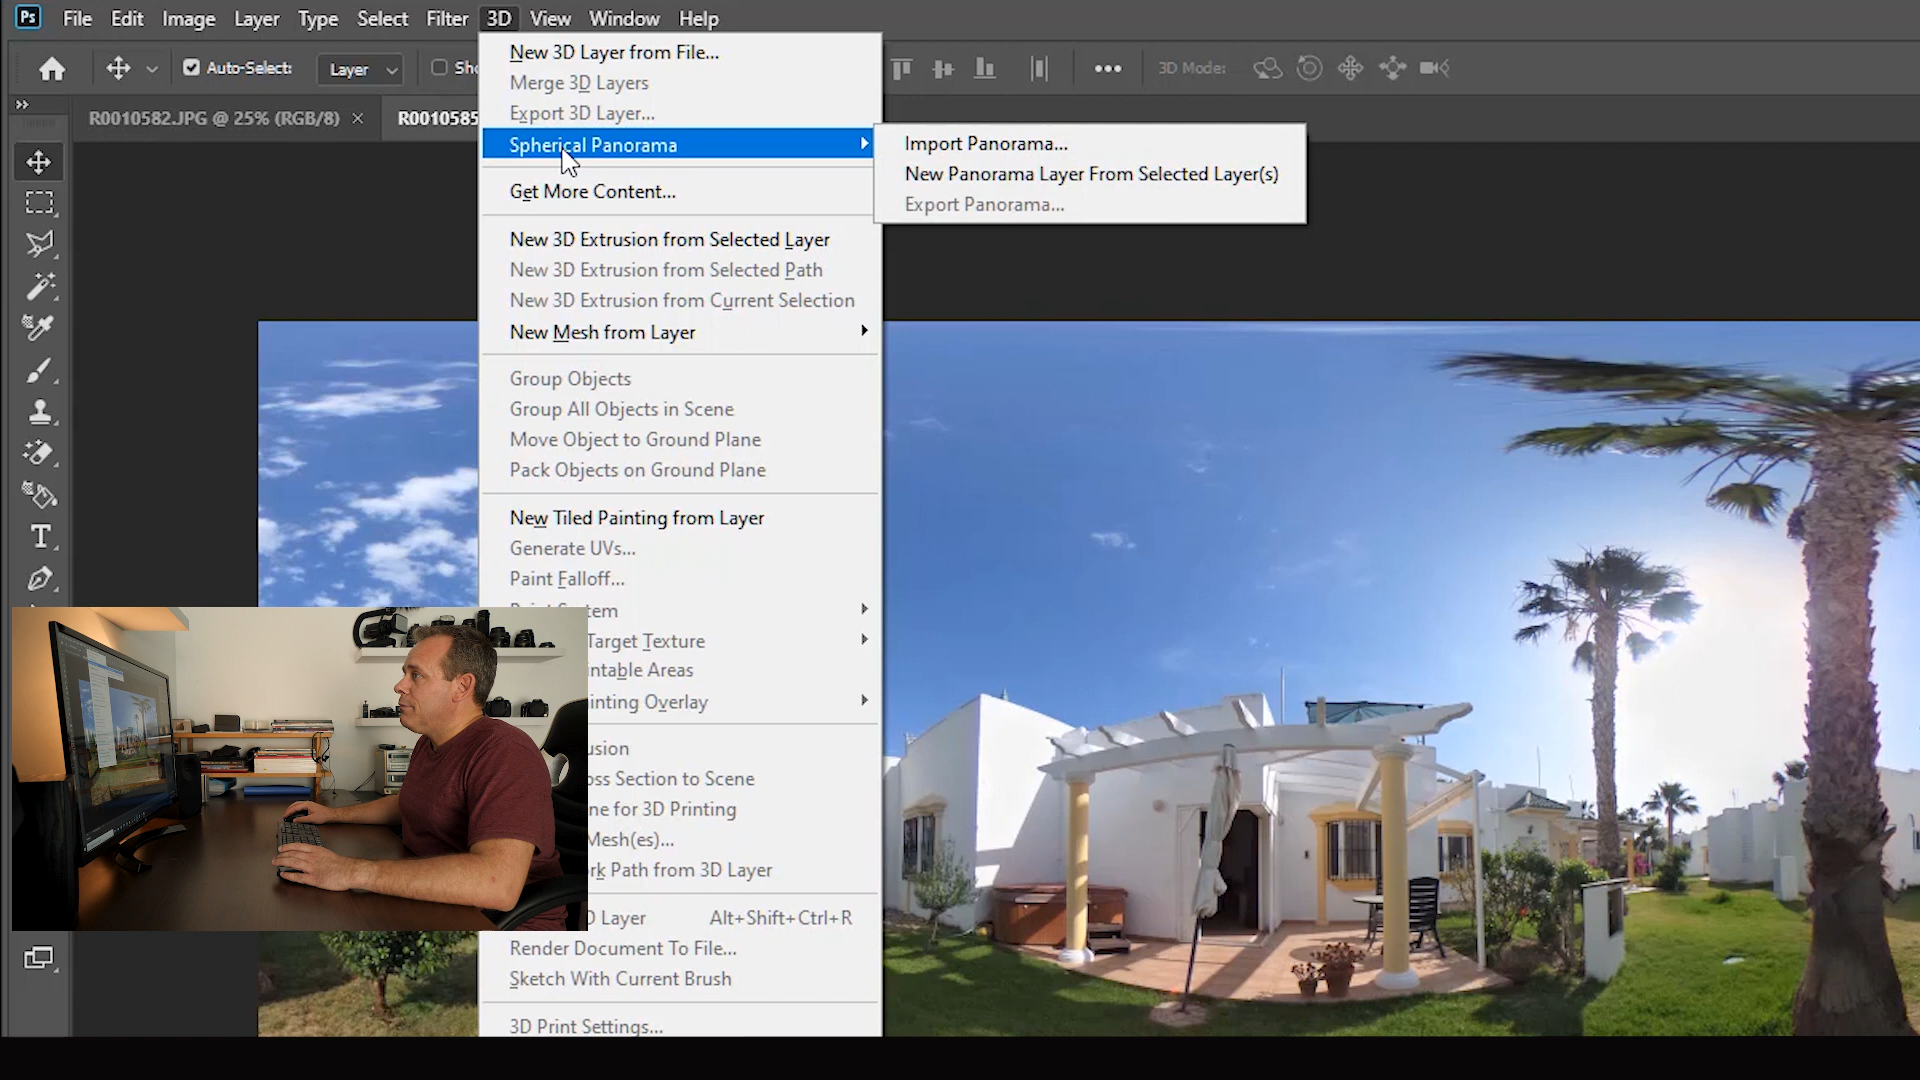 Ps File Edit Image Layer Type Select Filter 3D View Window Help
Auto-Select: Layer Sho 3D Mode:
R0010582.JPG @ 25% (RGB/8) × R0010585
New 3D Layer from File...
Merge 3D Layers
Export 3D Layer...
Spherical Panorama
Import Panorama...
New Panorama Layer From Selected Layer(s)
Export Panorama...
Get More Content...
New 3D Extrusion from Selected Layer
New 3D Extrusion from Selected Path
New 3D Extrusion from Current Selection
New Mesh from Layer
Group Objects
Group All Objects in Scene
Move Object to Ground Plane
Pack Objects on Ground Plane
New Tiled Painting from Layer
Generate UVs...
Paint Falloff...
tem
Target Texture
ntable Areas
inting Overlay
usion
oss Section to Scene
ne for 3D Printing
Mesh(es)...
rk Path from 3D Layer
D Layer Alt+Shift+Ctrl+R
Render Document To File...
Sketch With Current Brush
3D Print Settings...